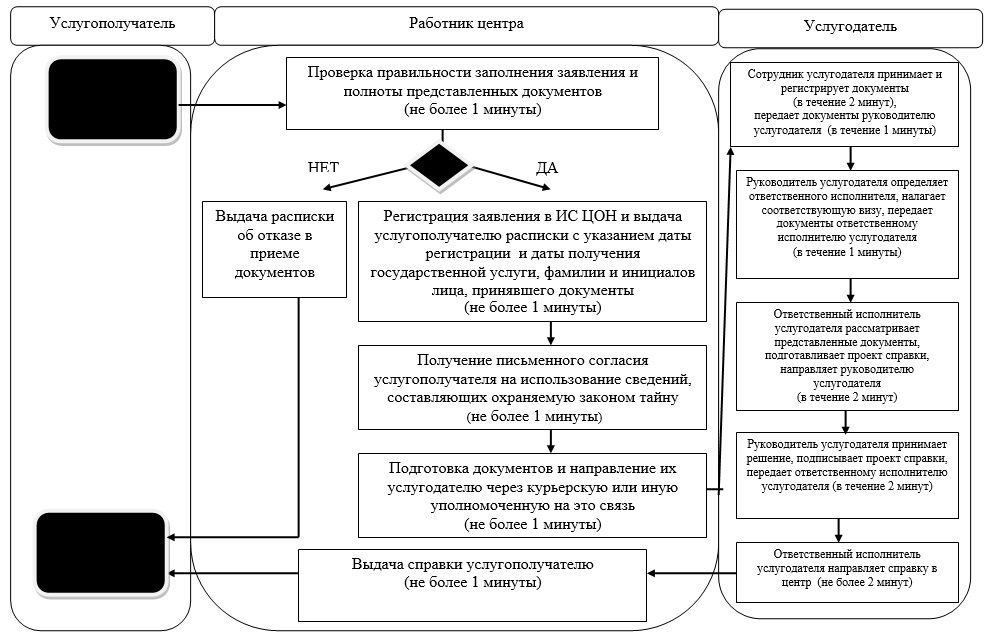 Услугополучатель
Работник центра
Услугодатель
Проверка правильности заполнения заявления и
полноты представленных документов
(не более 1 минуты)
НЕТ
ДА
Выдача расписки
об отказе в
приеме
документов
Регистрация заявления в ИС ЦОН и выдача
услугополучателю расписки с указанием даты
регистрации и даты получения
государственной услуги, фамилии и инициалов
лица, принявшего документы
(не более 1 минуты)
Получение письменного согласия
услугополучателя на использование сведений,
составляющих охраняемую законом тайну
(не более 1 минуты)
Подготовка документов и направление их
услугодателю через курьерскую или иную
уполномоченную на это связь
(не более 1 минуты)
Выдача справки услугополучателю
(не более 1 минуты)
Сотрудник услугодателя принимает и
регистрирует документы
(в течение 2 минут),
передает документы руководителю
услугодателя (в течение 1 минуты)
Руководитель услугодателя определяет
ответственного исполнителя, налагает
соответствующую визу, передает
документы ответственному
исполнителю услугодателя
(в течение 1 минуты)
Ответственный исполнитель
услугодателя рассматривает
представленные документы,
подготавливает проект справки,
направляет руководителю
услугодателя
(в течение 2 минут)
Руководитель услугодателя принимает
решение, подписывает проект справки,
передает ответственному исполнителю
услугодателя (в течение 2 минут)
Ответственный исполнитель
услугодателя направляет справку в
центр (не более 2 минут)